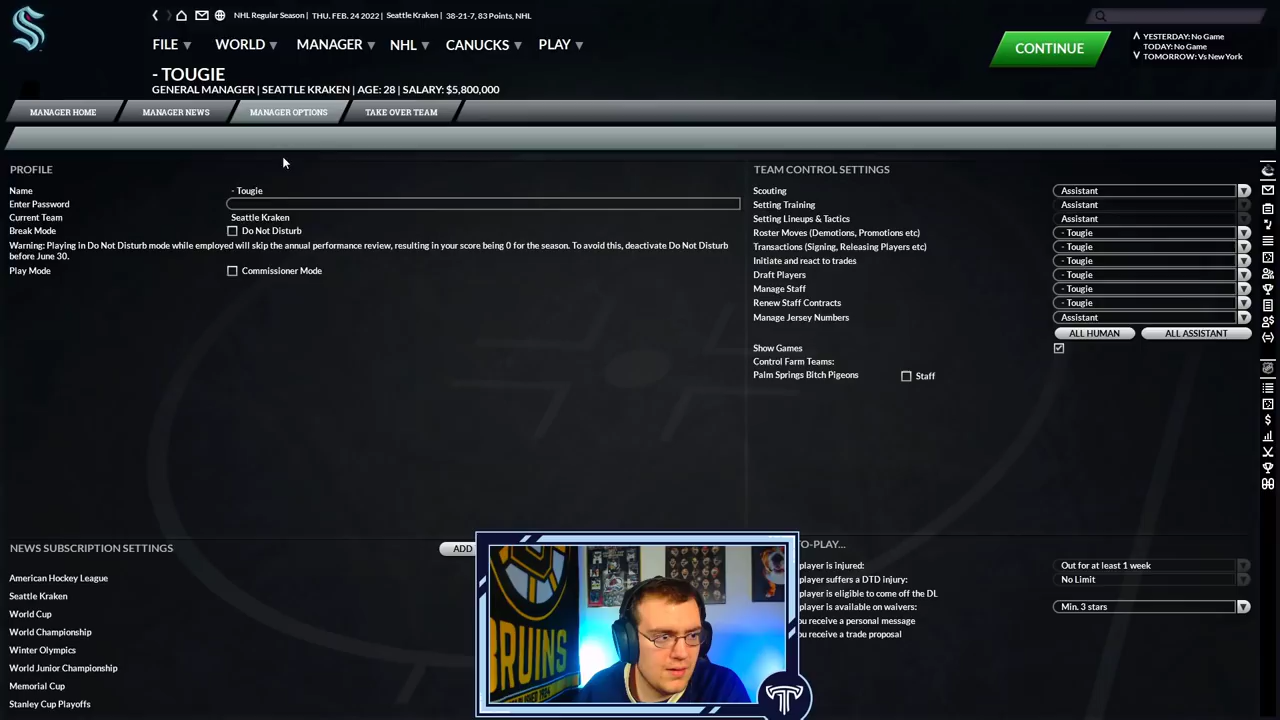 NHL Regular Season | THU. FEB. 24 2022 | Seattle Kraken | 38-21-7, 83 Points, NHL
FILE WORLD MANAGER NHL CANUCKS PLAY
CONTINUE
YESTERDAY: No Game
TODAY: No Game
TOMORROW: Vs New York
- TOUGIE
GENERAL MANAGER | SEATTLE KRAKEN | AGE: 28 | SALARY: $5,800,000
MANAGER HOME MANAGER NEWS MANAGER OPTIONS TAKE OVER TEAM
PROFILE
Name - Tougie
Enter Password
Current Team Seattle Kraken
Break Mode Do Not Disturb
Warning: Playing in Do Not Disturb mode while employed will skip the annual performance review, resulting in your score being 0 for the season. To avoid this, deactivate Do Not Disturb
before June 30.
Play Mode Commissioner Mode
TEAM CONTROL SETTINGS
Scouting Assistant
Setting Training Assistant
Setting Lineups & Tactics Assistant
Roster Moves (Demotions, Promotions etc) - Tougie
Transactions (Signing, Releasing Players etc) - Tougie
Initiate and react to trades - Tougie
Draft Players - Tougie
Manage Staff - Tougie
Renew Staff Contracts - Tougie
Manage Jersey Numbers Assistant
ALL HUMAN ALL ASSISTANT
Show Games
Control Farm Teams:
Palm Springs Bitch Pigeons Staff
NEWS SUBSCRIPTION SETTINGS ADD
American Hockey League
Seattle Kraken
World Cup
World Championship
Winter Olympics
World Junior Championship
Memorial Cup
Stanley Cup Playoffs
TO-PLAY...
player is injured: Out for at least 1 week
player suffers a DTD injury: No Limit
player is eligible to come off the DL
player is available on waivers: Min. 3 stars
you receive a personal message
you receive a trade proposal
BRUINS